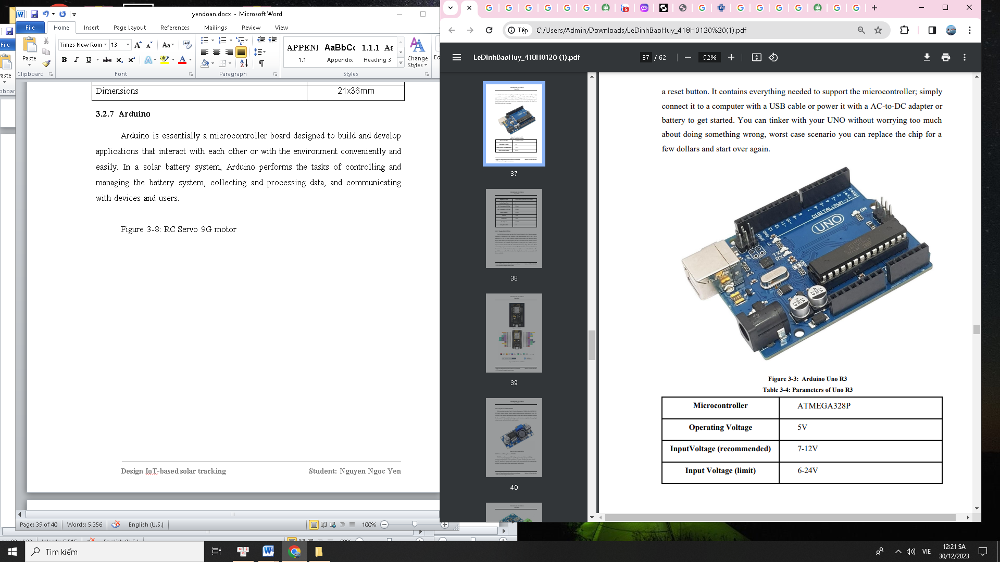 yendoan.docx - Microsoft Word
File
Home
Insert
Page Layout
References
Mailings
Review
View
Paste
Times New Rom
13
Clipboard
Font
Paragraph
APPEN
1.1
AaBbCc
Appendix
1.1.1 Aa
Heading 3
Change
Styles
Styles
Dimensions
21x36mm
3.2.7 Arduino
Arduino is essentially a microcontroller board designed to build and develop
applications that interact with each other or with the environment conveniently and
easily. In a solar battery system, Arduino performs the tasks of controlling and
managing the battery system, collecting and processing data, and communicating
with devices and users.
Figure 3-8: RC Servo 9G motor
Design IoT-based solar tracking
Student: Nguyen Ngoc Yen
Page: 39 of 40
Words: 5.356
English (U.S.)
100%
Tệp
C:/Users/Admin/Downloads/LeDinhBaoHuy_418H0120%20(1).pdf
LeDinhBaoHuy_418H0120 (1).pdf
37 / 62
92%
37
38
39
40
a reset button. It contains everything needed to support the microcontroller; simply
connect it to a computer with a USB cable or power it with a AC-to-DC adapter or
battery to get started. You can tinker with your UNO without worrying too much
about doing something wrong, worst case scenario you can replace the chip for a
few dollars and start over again.
DIGITAL (PWM~)
UNO
ON
TX
RX
L
AREF
GND
Figure 3-3: Arduino Uno R3
Table 3-4: Parameters of Uno R3
Microcontroller
ATMEGA328P
Operating Voltage
5V
InputVoltage (recommended)
7-12V
Input Voltage (limit)
6-24V
Tìm kiếm
VIE
12:21 SA
30/12/2023